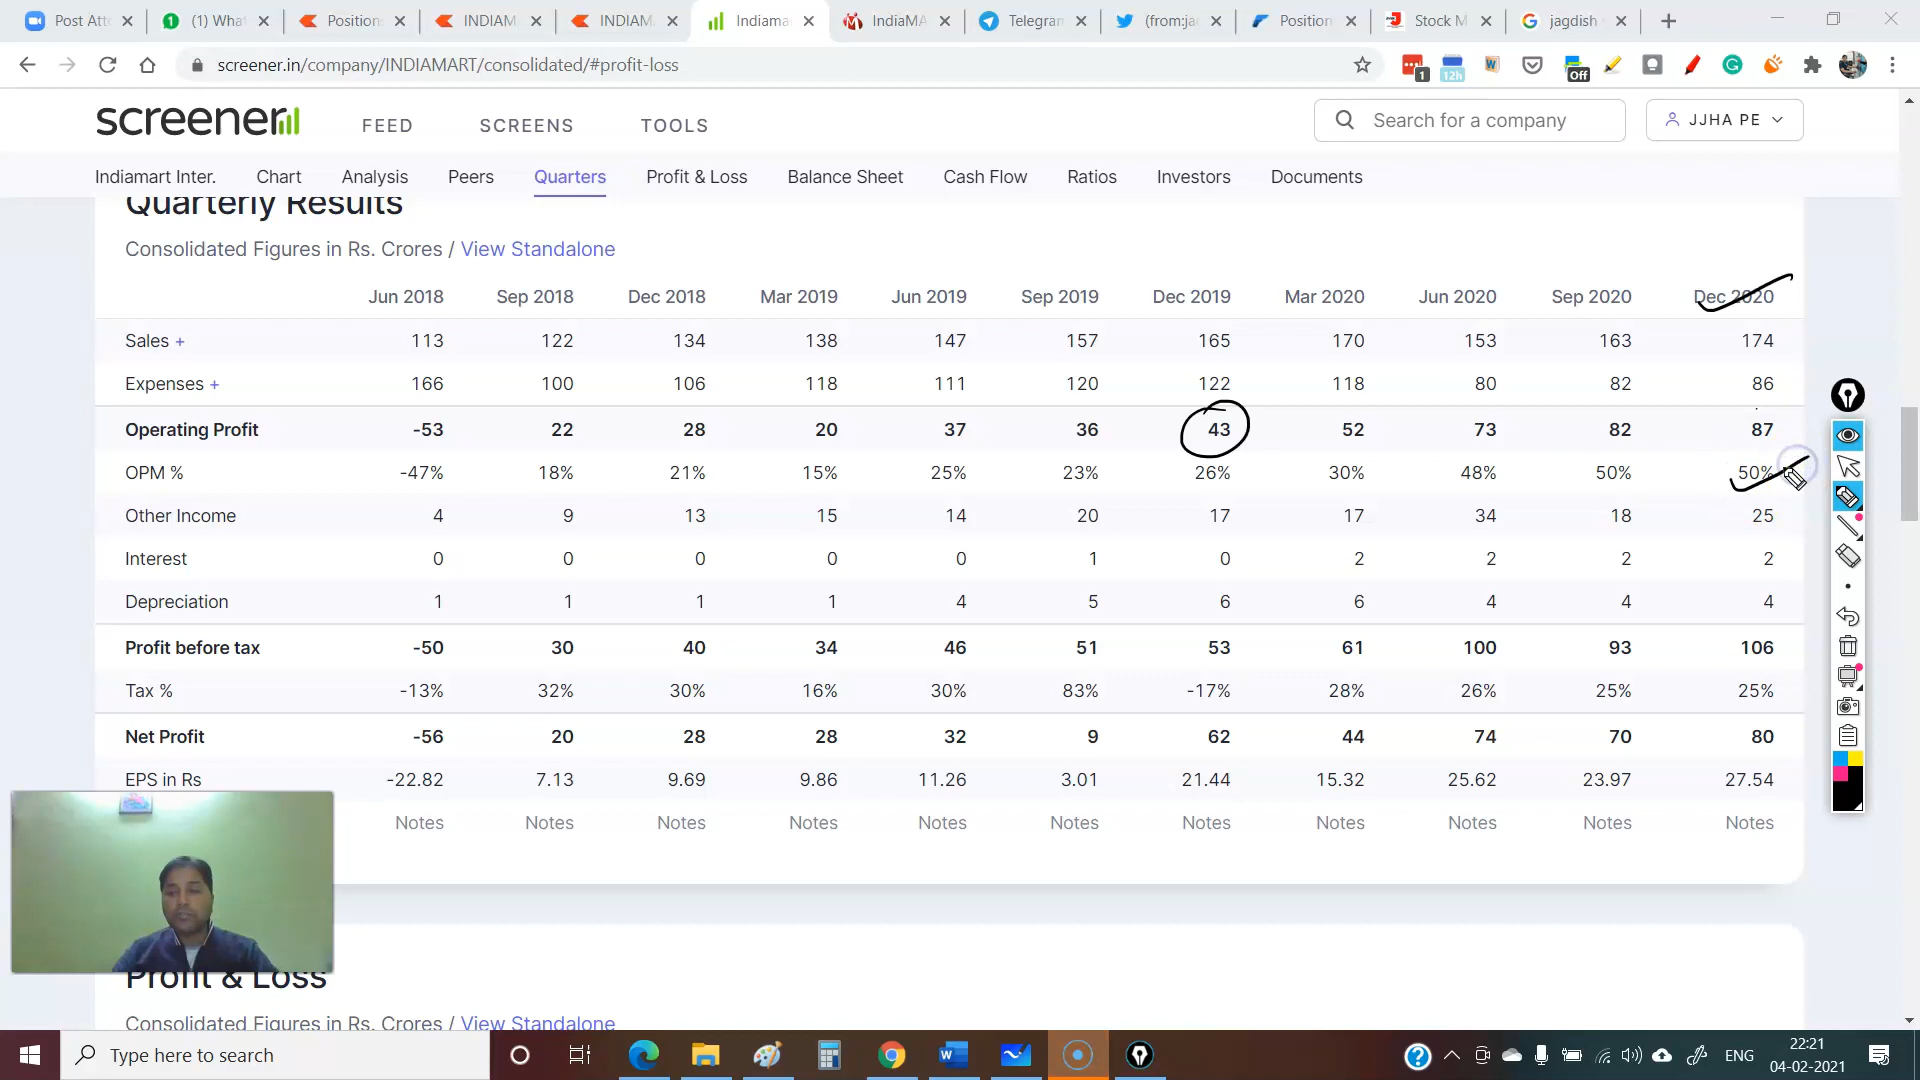 Post Att
(1) What
Position
INDIAM
INDIAM
Indiama
IndiaMA
Telegram
(from:ja
Position
Stock M
jagdish
screener.in/company/INDIAMART/consolidated/#profit-loss
1
12h
Off
screener
FEED
SCREENS
TOOLS
Search for a company
JJHA PE
Indiamart Inter.
Chart
Analysis
Peers
Quarters
Profit & Loss
Balance Sheet
Cash Flow
Ratios
Investors
Documents
Quarterly Results
Consolidated Figures in Rs. Crores / View Standalone
Jun 2018 Sep 2018 Dec 2018 Mar 2019 Jun 2019 Sep 2019 Dec 2019 Mar 2020 Jun 2020 Sep 2020 Dec 2020
Sales + 113 122 134 138 147 157 165 170 153 163 174
Expenses + 166 100 106 118 111 120 122 118 80 82 86
Operating Profit -53 22 28 20 37 36 43 52 73 82 87
OPM % -47% 18% 21% 15% 25% 23% 26% 30% 48% 50% 50%
Other Income 4 9 13 15 14 20 17 17 34 18 25
Interest 0 0 0 0 0 1 0 2 2 2 2
Depreciation 1 1 1 1 4 5 6 6 4 4 4
Profit before tax -50 30 40 34 46 51 53 61 100 93 106
Tax % -13% 32% 30% 16% 30% 83% -17% 28% 26% 25% 25%
Net Profit -56 20 28 28 32 9 62 44 74 70 80
EPS in Rs -22.82 7.13 9.69 9.86 11.26 3.01 21.44 15.32 25.62 23.97 27.54
Notes Notes Notes Notes Notes Notes Notes Notes Notes Notes Notes
Profit & Loss
Consolidated Figures in Rs. Crores / View Standalone
Type here to search
ENG
22:21
04-02-2021